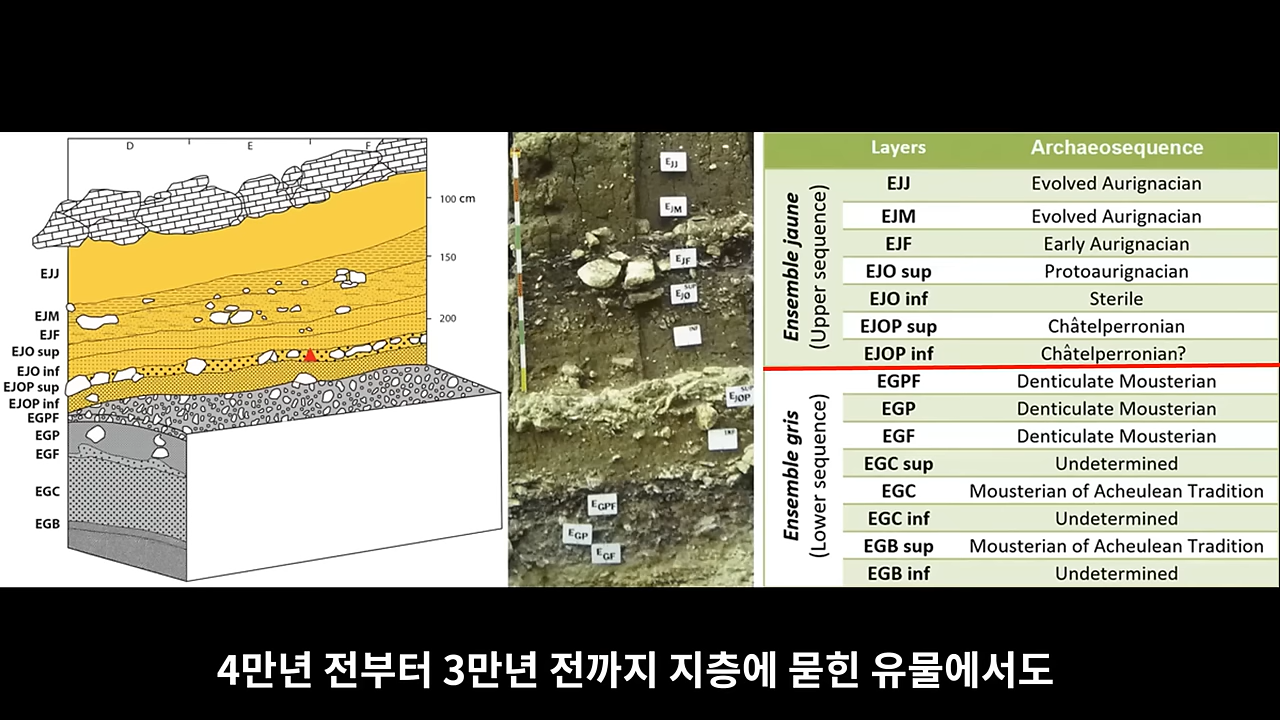 D E F
100 cm
150
200
EJJ
EJM
EJF
EJO sup
EJO inf
EJOP sup
EJOP inf
EGPF
EGP
EGF
EGC
EGB
EJJ
EJM
EJF
EJO SUP
INF
EJOP SUP
INF
EGPF
EGP
EGF
Layers Archaeosequence
Ensemble jaune
(Upper sequence)
EJJ Evolved Aurignacian
EJM Evolved Aurignacian
EJF Early Aurignacian
EJO sup Protoaurignacian
EJO inf Sterile
EJOP sup Châtelperronian
EJOP inf Châtelperronian?
Ensemble gris
(Lower sequence)
EGPF Denticulate Mousterian
EGP Denticulate Mousterian
EGF Denticulate Mousterian
EGC sup Undetermined
EGC Mousterian of Acheulean Tradition
EGC inf Undetermined
EGB sup Mousterian of Acheulean Tradition
EGB inf Undetermined
4만년 전부터 3만년 전까지 지층에 묻힌 유물에서도